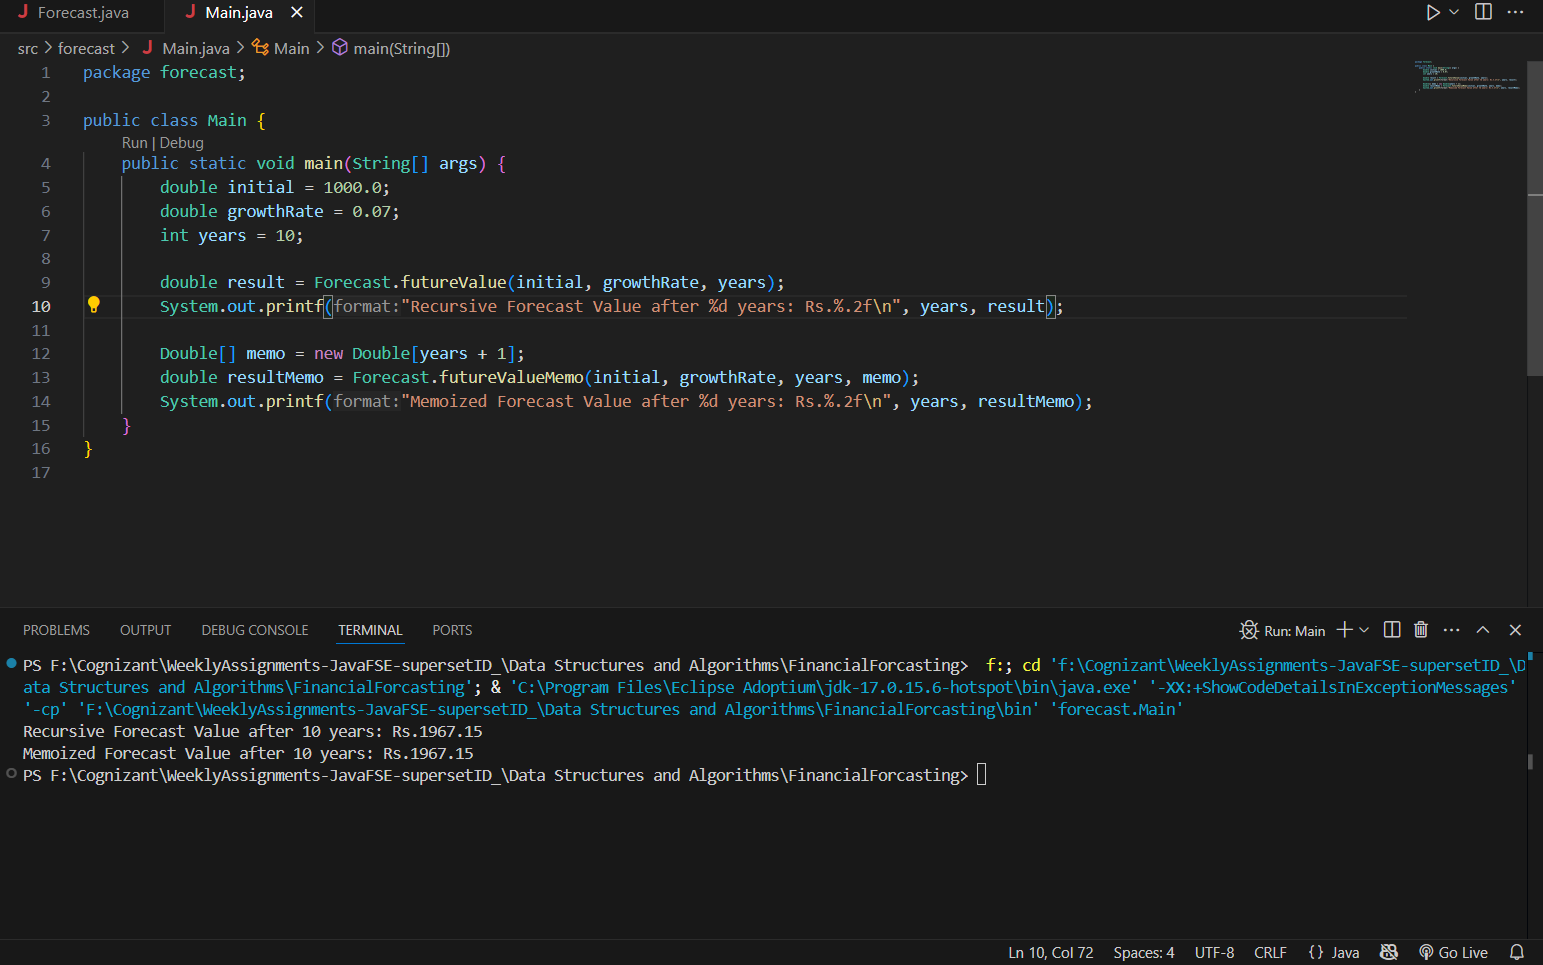 Forecast.java
Main.java
src > forecast > Main.java > Main > main(String[])
1 package forecast;
2
3 public class Main {
Run | Debug
4 public static void main(String[] args) {
5 double initial = 1000.0;
6 double growthRate = 0.07;
7 int years = 10;
8
9 double result = Forecast.futureValue(initial, growthRate, years);
10 System.out.printf(format:"Recursive Forecast Value after %d years: Rs.%.2f\n", years, result);
11
12 Double[] memo = new Double[years + 1];
13 double resultMemo = Forecast.futureValueMemo(initial, growthRate, years, memo);
14 System.out.printf(format:"Memoized Forecast Value after %d years: Rs.%.2f\n", years, resultMemo);
15 }
16 }
17
PROBLEMS OUTPUT DEBUG CONSOLE TERMINAL PORTS Run: Main
PS F:\Cognizant\WeeklyAssignments-JavaFSE-supersetID_\Data Structures and Algorithms\FinancialForcasting> f:; cd 'f:\Cognizant\WeeklyAssignments-JavaFSE-supersetID_\D
ata Structures and Algorithms\FinancialForcasting'; & 'C:\Program Files\Eclipse Adoptium\jdk-17.0.15.6-hotspot\bin\java.exe' '-XX:+ShowCodeDetailsInExceptionMessages'
'-cp' 'F:\Cognizant\WeeklyAssignments-JavaFSE-supersetID_\Data Structures and Algorithms\FinancialForcasting\bin' 'forecast.Main'
Recursive Forecast Value after 10 years: Rs.1967.15
Memoized Forecast Value after 10 years: Rs.1967.15
PS F:\Cognizant\WeeklyAssignments-JavaFSE-supersetID_\Data Structures and Algorithms\FinancialForcasting>
Ln 10, Col 72 Spaces: 4 UTF-8 CRLF {} Java Go Live